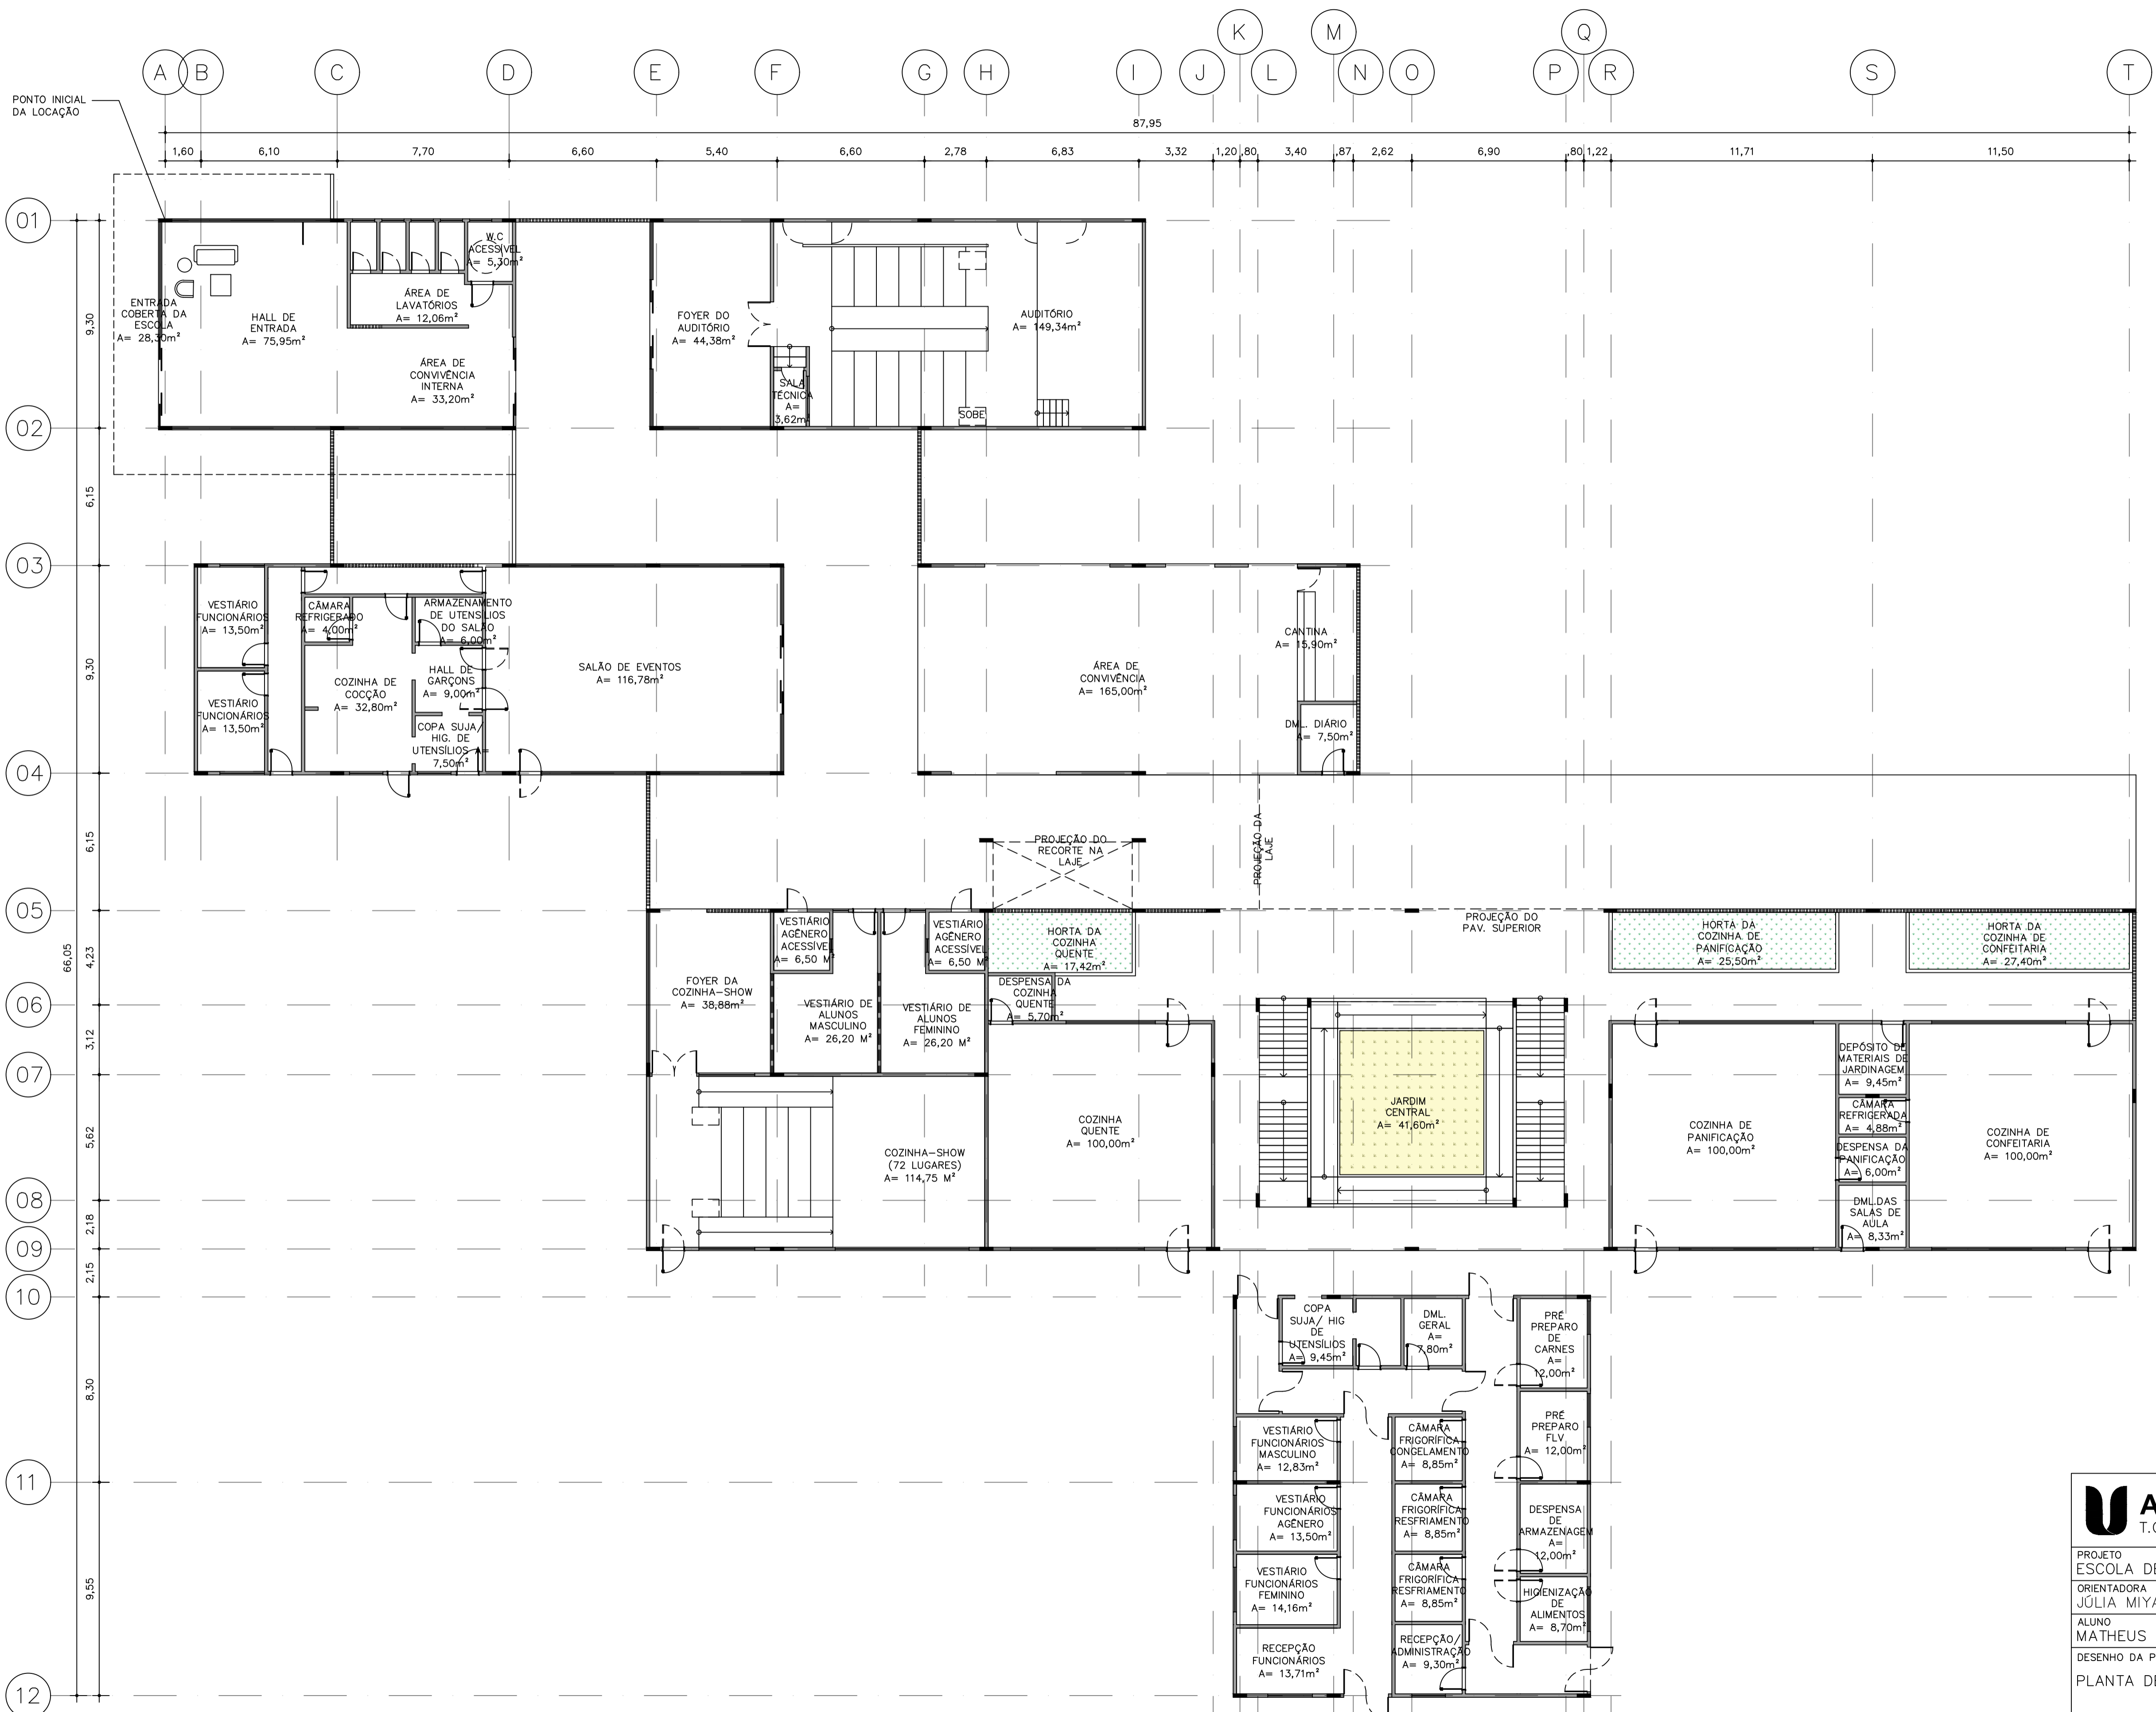 K
M
Q
A
B
C
D
E
F
G
H
I
J
L
N
O
P
R
S
T
PONTO INICIAL
DA LOCAÇÃO
87,95
1,60
6,10
7,70
6,60
5,40
6,60
2,78
6,83
3,32
1,20
,80
3,40
,87
2,62
6,90
,80
1,22
11,71
11,50
01
02
03
04
05
06
07
08
09
10
11
12
66,05
9,30
6,15
9,30
6,15
4,23
3,12
5,62
2,18
2,15
8,30
9,55
ENTRADA
COBERTA DA
ESCOLA
A= 28,30m²
HALL DE
ENTRADA
A= 75,95m²
W.C
ACESSÍVEL
A= 5,30m²
ÁREA DE
LAVATÓRIOS
A= 12,06m²
ÁREA DE
CONVIVÊNCIA
INTERNA
A= 33,20m²
FOYER DO
AUDITÓRIO
A= 44,38m²
SALA
TÉCNICA
A=
3,62m²
SOBE
AUDITÓRIO
A= 149,34m²
VESTIÁRIO
FUNCIONÁRIOS
A= 13,50m²
VESTIÁRIO
FUNCIONÁRIOS
A= 13,50m²
CÂMARA
REFRIGERADO
A= 4,00m²
ARMAZENAMENTO
DE UTENSÍLIOS
DO SALÃO
A= 6,00m²
COZINHA DE
COCÇÃO
A= 32,80m²
HALL DE
GARÇONS
A= 9,00m²
COPA SUJA/
HIG. DE
UTENSÍLIOS A=
7,50m²
SALÃO DE EVENTOS
A= 116,78m²
ÁREA DE
CONVIVÊNCIA
A= 165,00m²
CANTINA
A= 15,90m²
DML. DIÁRIO
A= 7,50m²
PROJEÇÃO DO
RECORTE NA
LAJE
PROJEÇÃO DA
LAJE
PROJEÇÃO DO
PAV. SUPERIOR
FOYER DA
COZINHA-SHOW
A= 38,88m²
VESTIÁRIO
AGÊNERO
ACESSÍVEL
A= 6,50 M²
VESTIÁRIO DE
ALUNOS
MASCULINO
A= 26,20 M²
VESTIÁRIO
AGÊNERO
ACESSÍVEL
A= 6,50 M²
VESTIÁRIO DE
ALUNOS
FEMININO
A= 26,20 M²
HORTA DA
COZINHA
QUENTE
A= 17,42m²
DESPENSA DA
COZINHA
QUENTE
A= 5,70m²
COZINHA-SHOW
(72 LUGARES)
A= 114,75 M²
COZINHA
QUENTE
A= 100,00m²
JARDIM
CENTRAL
A= 41,60m²
HORTA DA
COZINHA DE
PANIFICAÇÃO
A= 25,50m²
HORTA DA
COZINHA DE
CONFEITARIA
A= 27,40m²
COZINHA DE
PANIFICAÇÃO
A= 100,00m²
DEPÓSITO DE
MATERIAIS DE
JARDINAGEM
A= 9,45m²
CÂMARA
REFRIGERADA
A= 4,88m²
DESPENSA DA
PANIFICAÇÃO
A= 6,00m²
DML.DAS
SALAS DE
AULA
A= 8,33m²
COZINHA DE
CONFEITARIA
A= 100,00m²
COPA
SUJA/ HIG
DE
UTENSÍLIOS
A= 9,45m²
DML.
GERAL
A=
7,80m²
PRÉ
PREPARO
DE
CARNES
A=
12,00m²
PRÉ
PREPARO
FLV
A= 12,00m²
VESTIÁRIO
FUNCIONÁRIOS
MASCULINO
A= 12,83m²
CÂMARA
FRIGORÍFICA
CONGELAMENTO
A= 8,85m²
VESTIÁRIO
FUNCIONÁRIOS
AGÊNERO
A= 13,50m²
CÂMARA
FRIGORÍFICA
RESFRIAMENTO
A= 8,85m²
DESPENSA
DE
ARMAZENAGEM
A=
12,00m²
VESTIÁRIO
FUNCIONÁRIOS
FEMININO
A= 14,16m²
CÂMARA
FRIGORÍFICA
RESFRIAMENTO
A= 8,85m²
HIGIENIZAÇÃO
DE
ALIMENTOS
A= 8,70m²
RECEPÇÃO
FUNCIONÁRIOS
A= 13,71m²
RECEPÇÃO/
ADMINISTRAÇÃO
A= 9,30m²
PROJETO
ESCOLA DE
ORIENTADORA
JÚLIA
ALUNO
MATHEUS
DESENHO DA
PLANTA